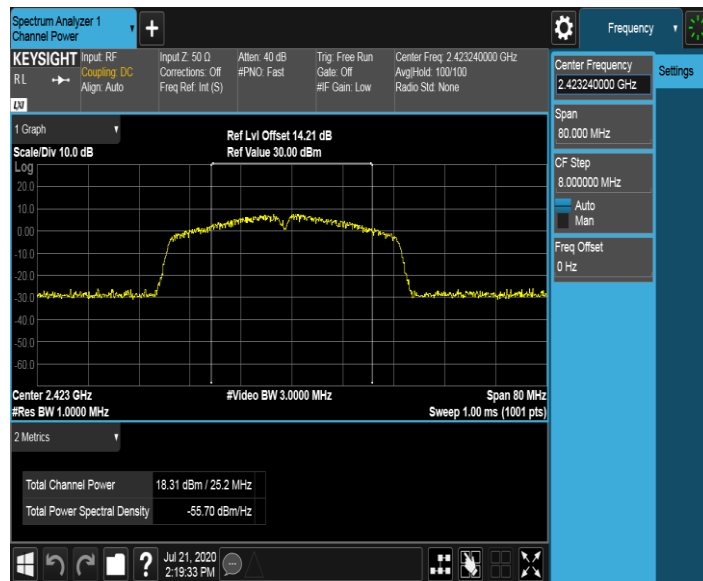 Spectrum Analyzer 1
Channel Power
+
Frequency
KEYSIGHT
RL
LXI
Input: RF
Coupling: DC
Align: Auto
Input Z: 50 Ω
Corrections: Off
Freq Ref: Int (S)
Atten: 40 dB
#PNO: Fast
Trig: Free Run
Gate: Off
#IF Gain: Low
Center Freq: 2.423240000 GHz
Avg|Hold: 100/100
Radio Std: None
Center Frequency
2.423240000 GHz
Settings
Span
80.000 MHz
CF Step
8.000000 MHz
Auto
Man
Freq Offset
0 Hz
1 Graph
Scale/Div 10.0 dB
Ref Lvl Offset 14.21 dB
Ref Value 30.00 dBm
Log
20.0
10.0
0.00
-10.0
-20.0
-30.0
-40.0
-50.0
-60.0
Center 2.423 GHz
#Video BW 3.0000 MHz
Span 80 MHz
#Res BW 1.0000 MHz
Sweep 1.00 ms (1001 pts)
2 Metrics
Total Channel Power 18.31 dBm / 25.2 MHz
Total Power Spectral Density -55.70 dBm/Hz
?
Jul 21, 2020
2:19:33 PM